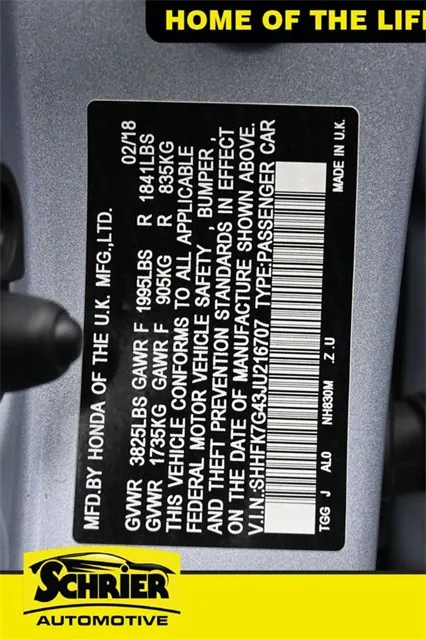 HOME OF THE LIF
MFD.BY HONDA OF THE U.K. MFG.,LTD.
02/18
GVWR 3825LBS GAWR F 1995LBS R 1841LBS
GVWR 1735KG GAWR F 905KG R 835KG
THIS VEHICLE CONFORMS TO ALL APPLICABLE
FEDERAL MOTOR VEHICLE SAFETY , BUMPER,
AND THEFT PREVENTION STANDARDS IN EFFECT
ON THE DATE OF MANUFACTURE SHOWN ABOVE.
V.I.N.:SHHFK7G43JU216707 TYPE:PASSENGER CAR
TGG J AL0 NH830M .Z.U MADE IN U.K.
SCHRIER
AUTOMOTIVE